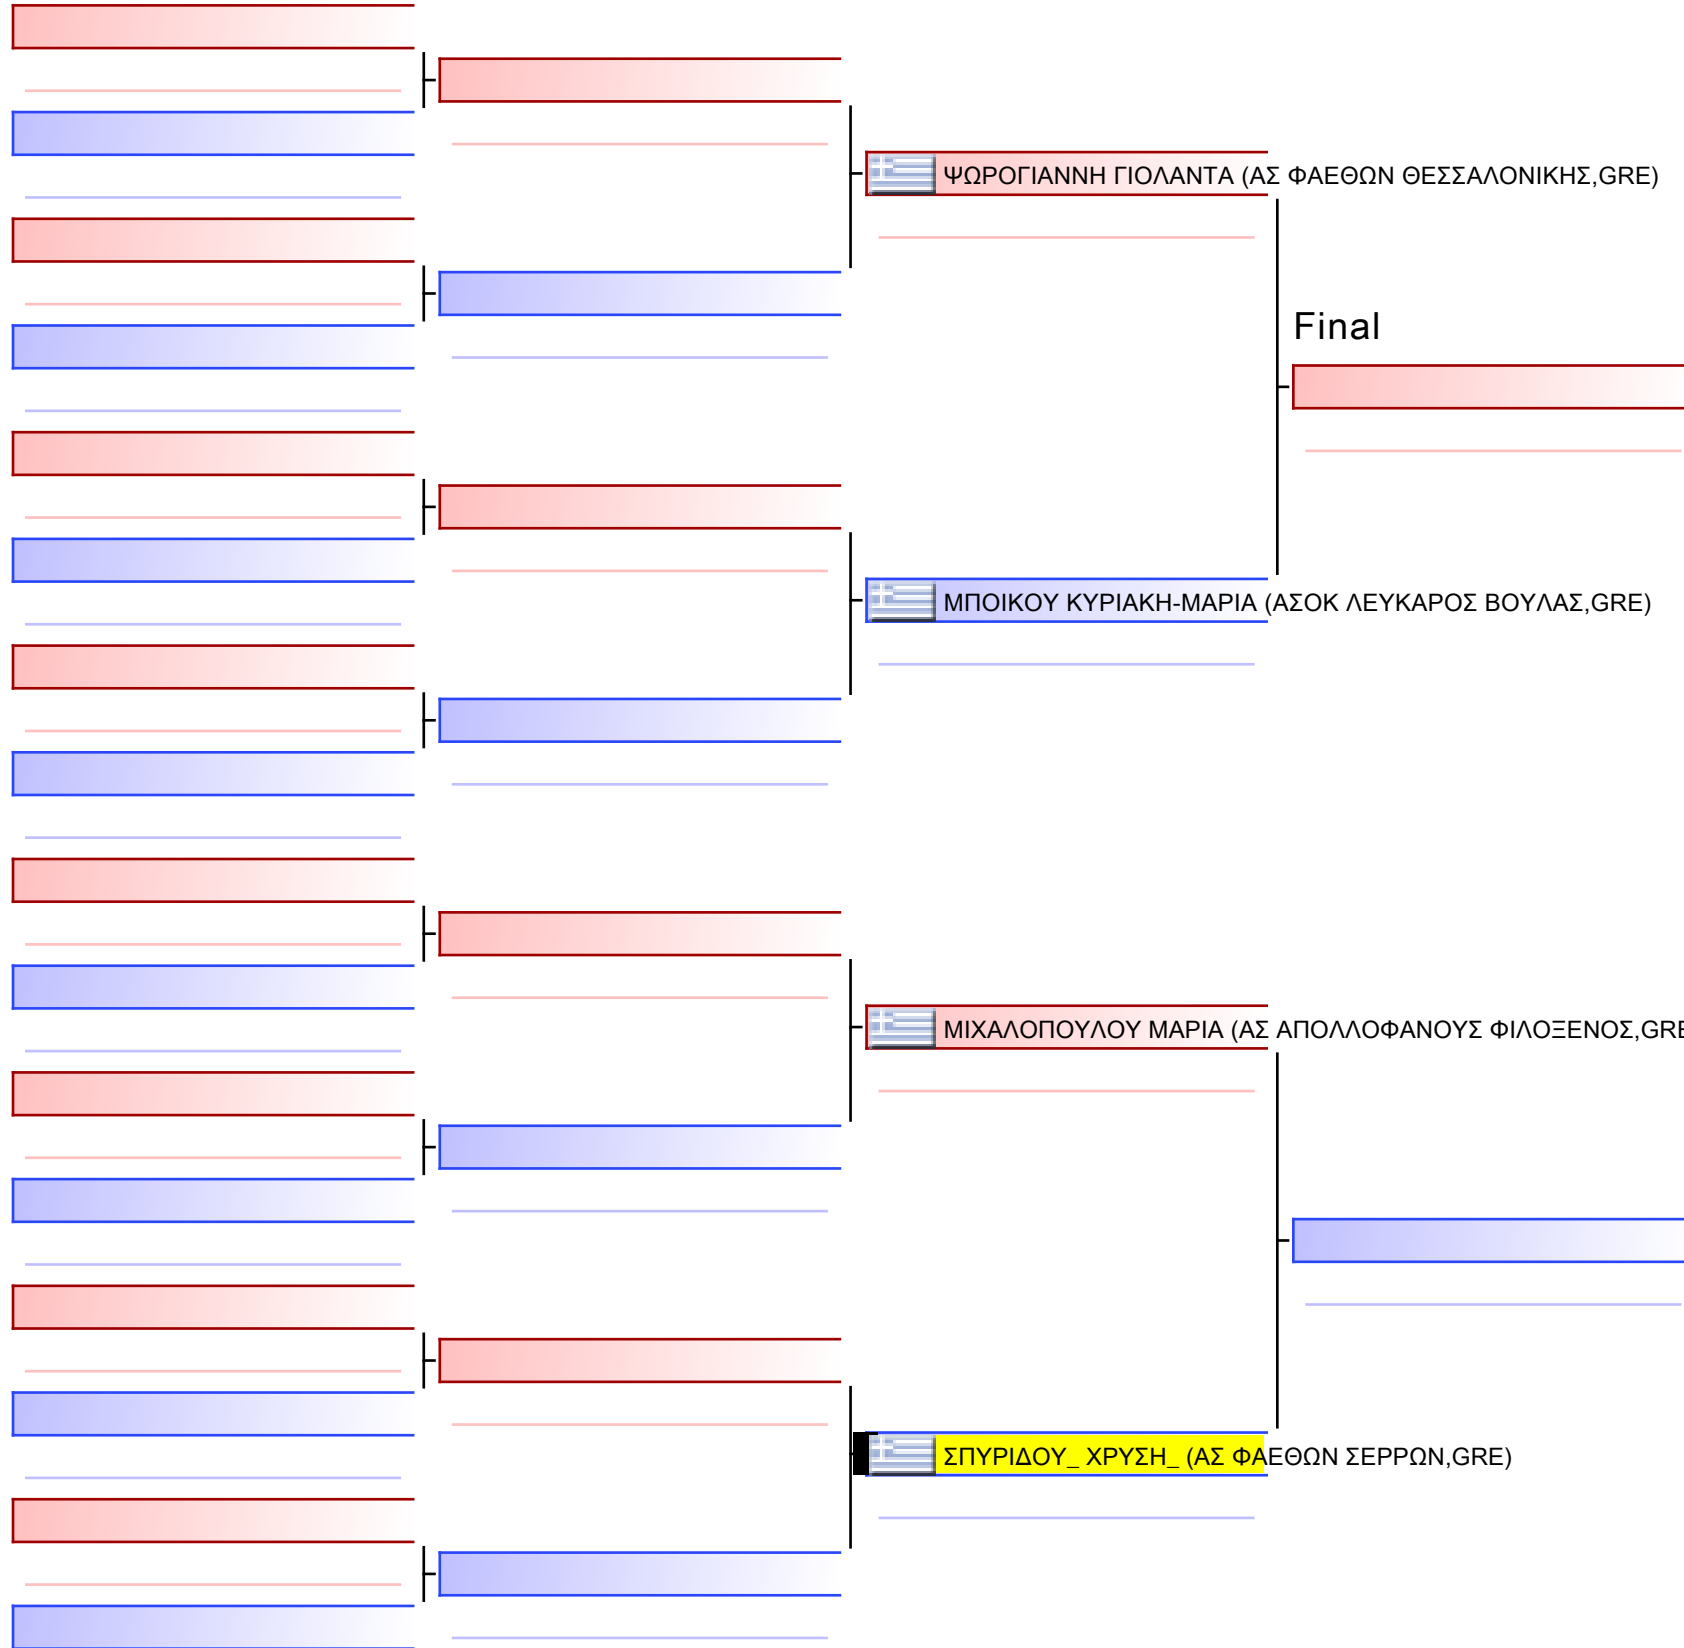 ΨΩΡΟΓΙΑΝΝΗ ΓΙΟΛΑΝΤΑ (ΑΣ ΦΑΕΘΩΝ ΘΕΣΣΑΛΟΝΙΚΗΣ,GRE)
Final
ΜΠΟΙΚΟΥ ΚΥΡΙΑΚΗ-ΜΑΡΙΑ (ΑΣΟΚ ΛΕΥΚΑΡΟΣ ΒΟΥΛΑΣ,GRE)
ΜΙΧΑΛΟΠΟΥΛΟΥ ΜΑΡΙΑ (ΑΣ ΑΠΟΛΛΟΦΑΝΟΥΣ ΦΙΛΟΞΕΝΟΣ,GRE
ΣΠΥΡΙΔΟΥ_ ΧΡΥΣΗ_ (ΑΣ ΦΑΕΘΩΝ ΣΕΡΡΩΝ,GRE)